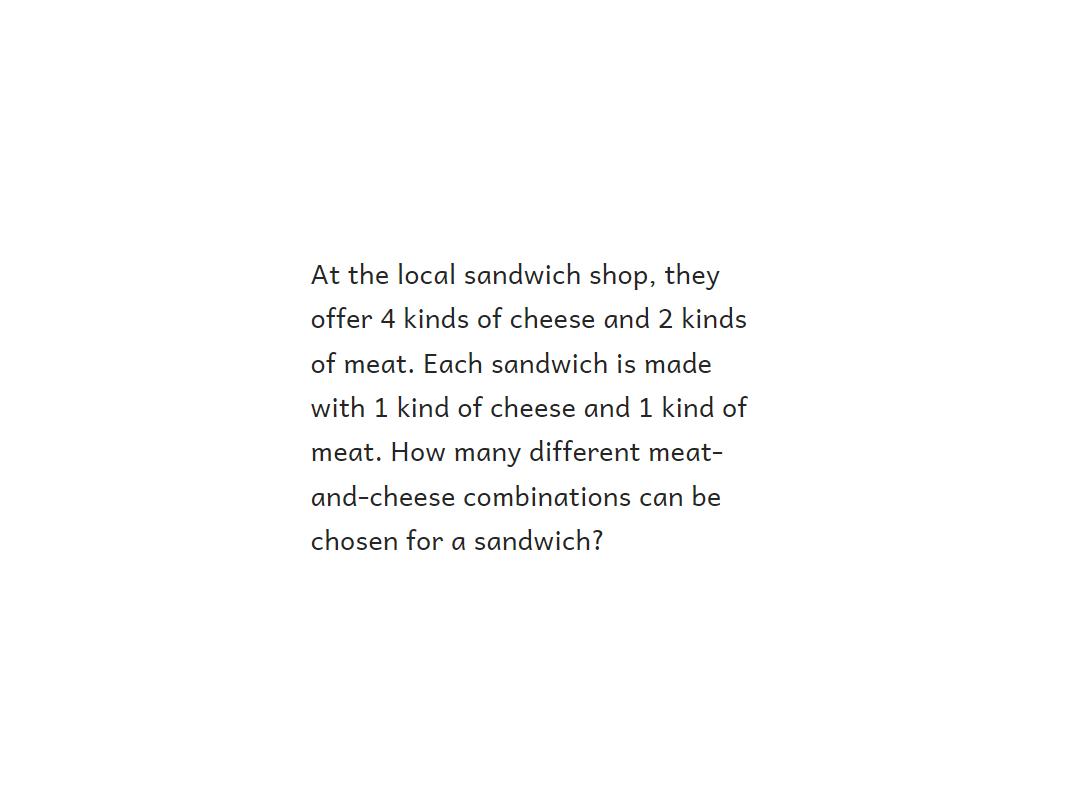 At the local sandwich shop, they
offer 4 kinds of cheese and 2 kinds
of meat. Each sandwich is made
with 1 kind of cheese and 1 kind of
meat. How many different meat-
and-cheese combinations can be
chosen for a sandwich?